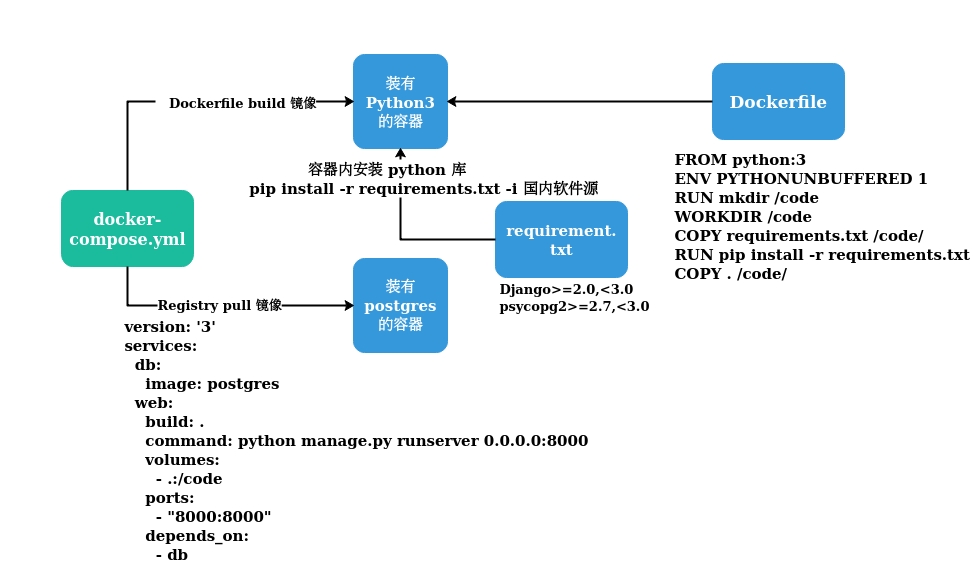 装有
Python3
的容器
Dockerfile build 镜像
Dockerfile
容器内安装 python 库
pip install -r requirements.txt -i 国内软件源
FROM python:3
ENV PYTHONUNBUFFERED 1
RUN mkdir /code
WORKDIR /code
COPY requirements.txt /code/
RUN pip install -r requirements.txt
COPY . /code/
docker-
compose.yml
requirement.
txt
Django>=2.0,<3.0
psycopg2>=2.7,<3.0
Registry pull 镜像
装有
postgres
的容器
version: '3'
services:
  db:
    image: postgres
  web:
    build: .
    command: python manage.py runserver 0.0.0.0:8000
    volumes:
      - .:/code
    ports:
      - "8000:8000"
    depends_on:
      - db